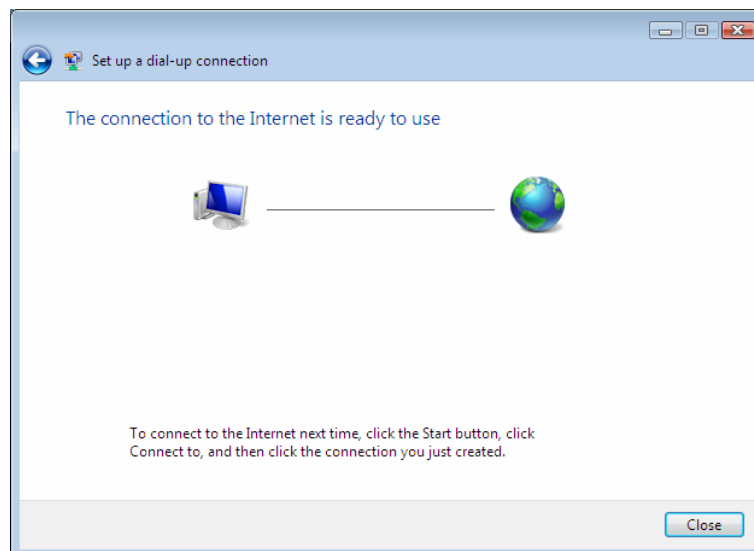 Set up a dial-up connection
The connection to the Internet is ready to use
To connect to the Internet next time, click the Start button, click
Connect to, and then click the connection you just created.
Close